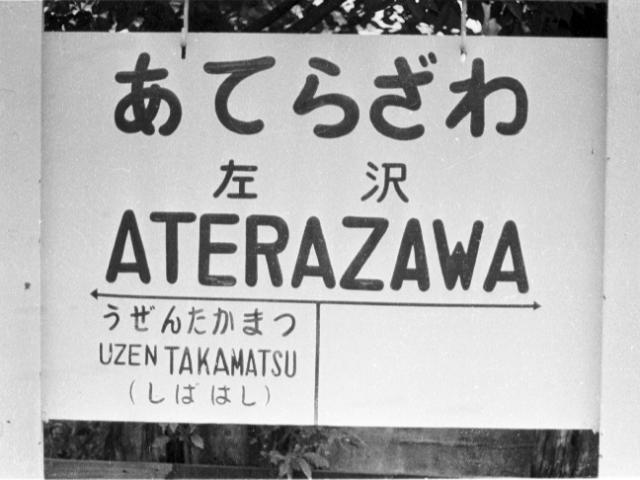 あてらざわ
左沢
ATERAZAWA
うぜんたかまつ
UZEN TAKAMATSU
(しばはし)